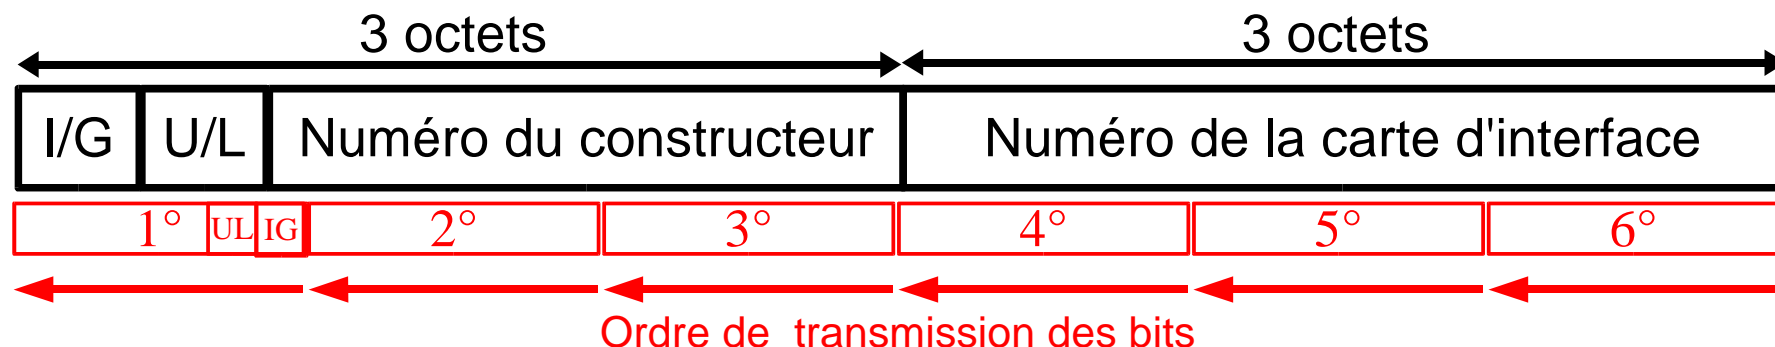 3 octets 3 octets
I/G U/L Numéro du constructeur Numéro de la carte d'interface
1° UL IG 2° 3° 4° 5° 6°
Ordre de transmission des bits